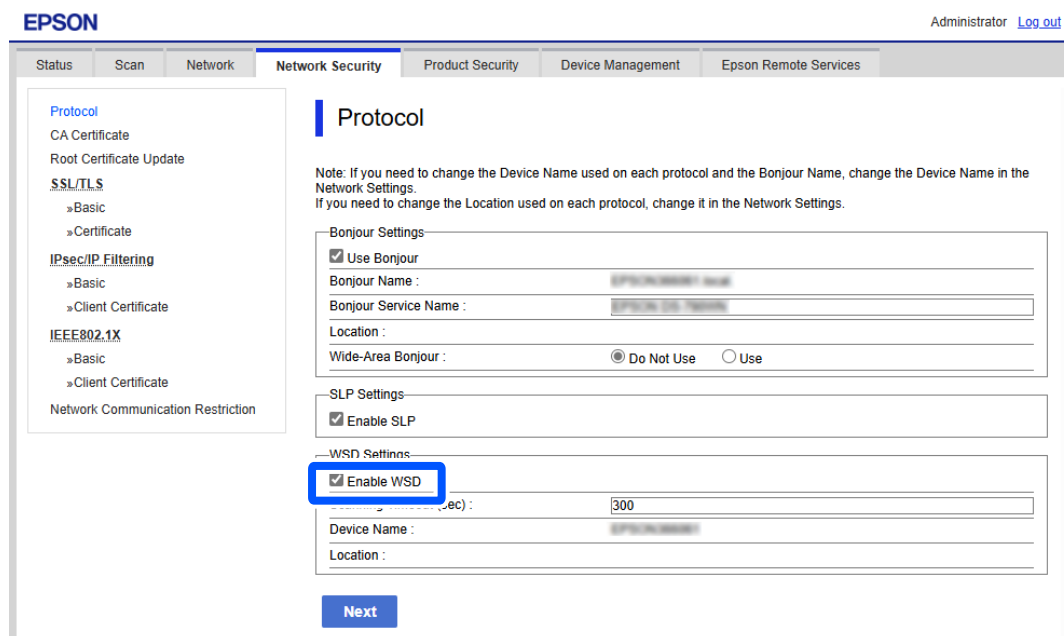 EPSON
Administrator Log out
Status Scan Network Network Security Product Security Device Management Epson Remote Services
Protocol
CA Certificate
Root Certificate Update
SSL/TLS
»Basic
»Certificate
IPsec/IP Filtering
»Basic
»Client Certificate
IEEE802.1X
»Basic
»Client Certificate
Network Communication Restriction
Protocol
Note: If you need to change the Device Name used on each protocol and the Bonjour Name, change the Device Name in the
Network Settings.
If you need to change the Location used on each protocol, change it in the Network Settings.
Bonjour Settings
Use Bonjour
Bonjour Name :
Bonjour Service Name :
Location :
Wide-Area Bonjour : Do Not Use Use
SLP Settings
Enable SLP
WSD Settings
Enable WSD
(sec) : 300
Device Name :
Location :
Next